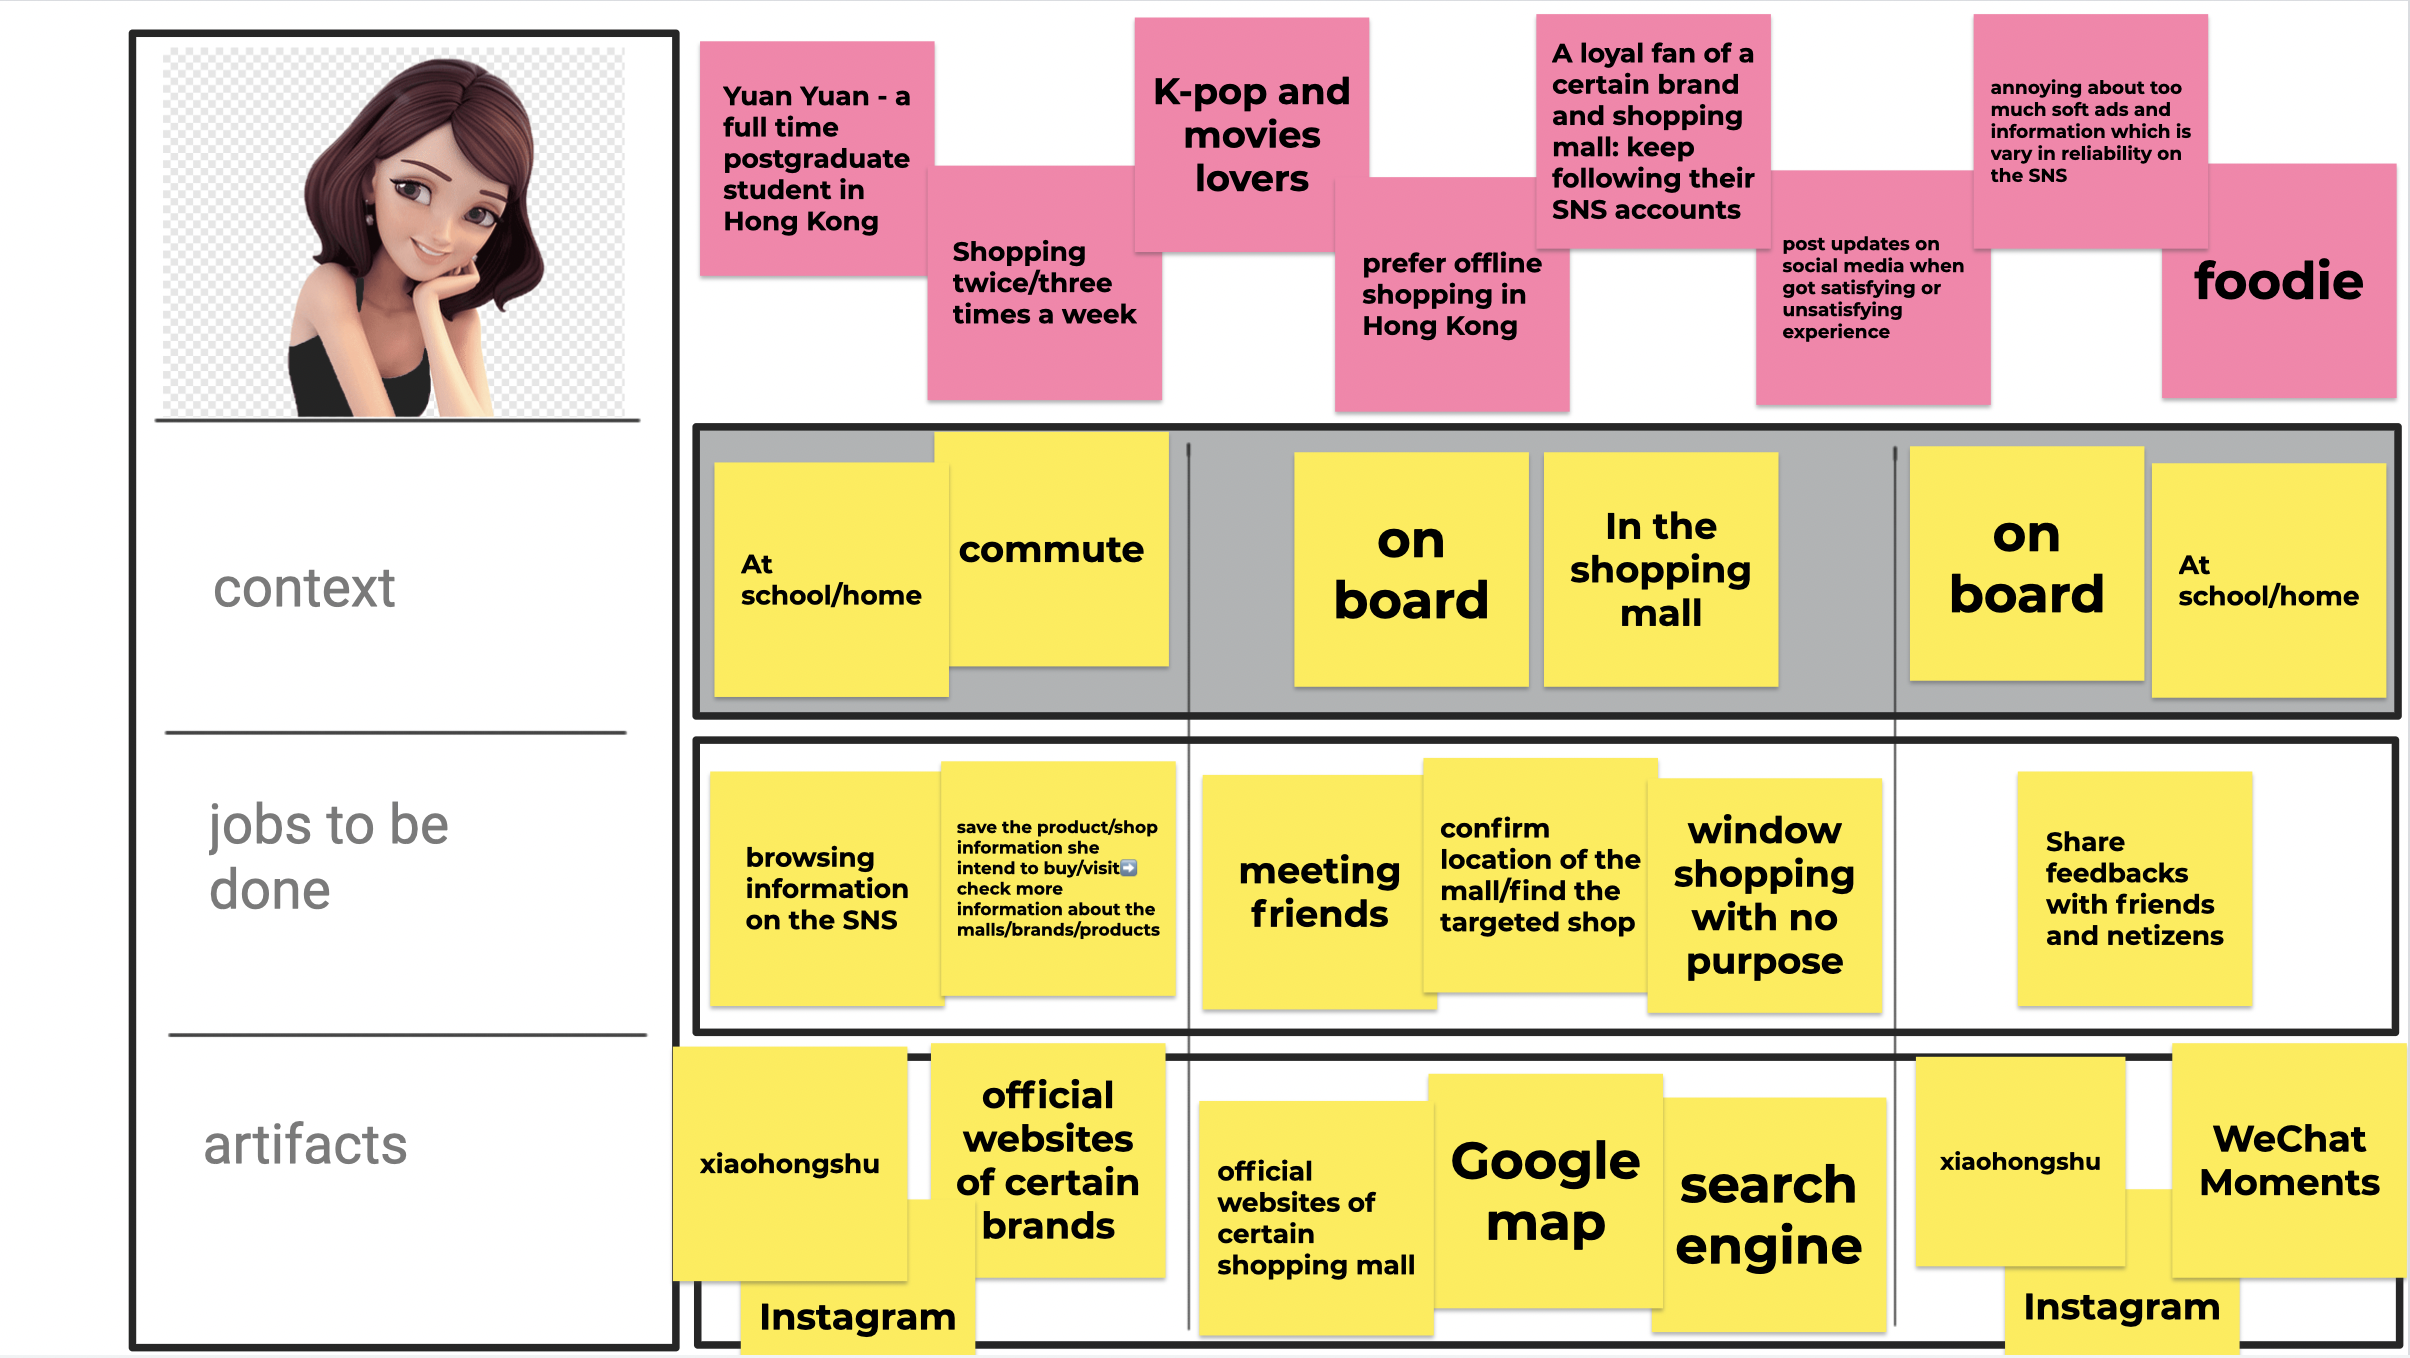 Yuan Yuan - a
full time
postgraduate
student in
Hong Kong
Shopping
twice/three
times a week
K-pop and
movies
lovers
prefer offline
shopping in
Hong Kong
A loyal fan of a
certain brand
and shopping
mall: keep
following their
SNS accounts
post updates on
social media when
got satisfying or
unsatisfying
experience
annoying about too
much soft ads and
information which is
vary in reliability on
the SNS
foodie
context
At
school/home
commute
on
board
In the
shopping
mall
on
board
At
school/home
jobs to be
done
browsing
information
on the SNS
save the product/shop
information she
intend to buy/visit➡️
check more
information about the
malls/brands/products
meeting
friends
confirm
location of the
mall/find the
targeted shop
window
shopping
with no
purpose
Share
feedbacks
with friends
and netizens
artifacts
xiaohongshu
official
websites
of certain
brands
Instagram
official
websites of
certain
shopping mall
Google
map
search
engine
xiaohongshu
WeChat
Moments
Instagram